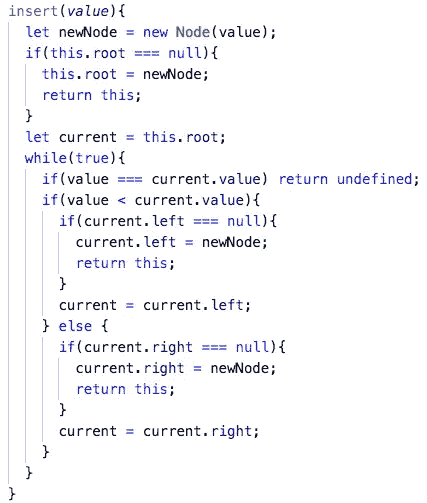 insert(value){
let newNode = new Node(value);
if(this.root === null){
this.root = newNode;
return this;
}
let current = this.root;
while(true){
if(value === current.value) return undefined;
if(value < current.value){
if(current.left === null){
current.left = newNode;
return this;
}
current = current.left;
} else {
if(current.right === null){
current.right = newNode;
return this;
}
current = current.right;
}
}
}